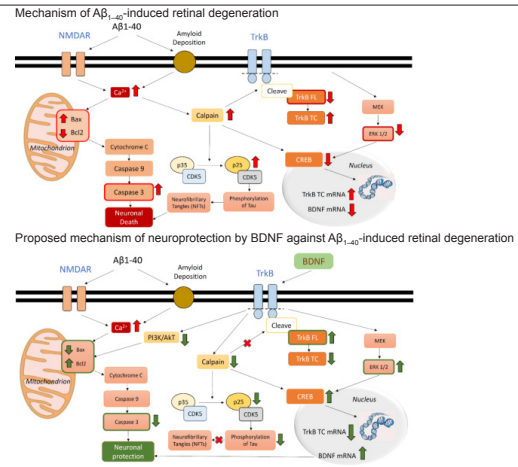 Mechanism of Aβ1–40-induced retinal degeneration
Aβ1-40
NMDAR
Amyloid
Deposition
TrkB
Ca²⁺
Cleave
TrkB FL
TrkB TC
MEK
ERK 1/2
Bax
Bcl2
Mitochondrion
Calpain
Cytochrome C
Caspase 9
Caspase 3
Neuronal
Death
p35
CDK5
p25
CDK5
Neurofibrillary
Tangles (NFTs)
Phosphorylation
of Tau
CREB
Nucleus
TrkB TC mRNA
BDNF mRNA
Proposed mechanism of neuroprotection by BDNF against Aβ1–40-induced retinal degeneration
Aβ1-40
NMDAR
Amyloid
Deposition
TrkB
BDNF
Ca²⁺
PI3K/AkT
Cleave
TrkB FL
TrkB TC
MEK
ERK 1/2
Bax
Bcl2
Mitochondrion
Calpain
Cytochrome C
Caspase 9
Caspase 3
Neuronal
protection
p35
CDK5
p25
CDK5
Neurofibrillary
Tangles (NFTs)
Phosphorylation
of Tau
CREB
Nucleus
TrkB TC mRNA
BDNF mRNA